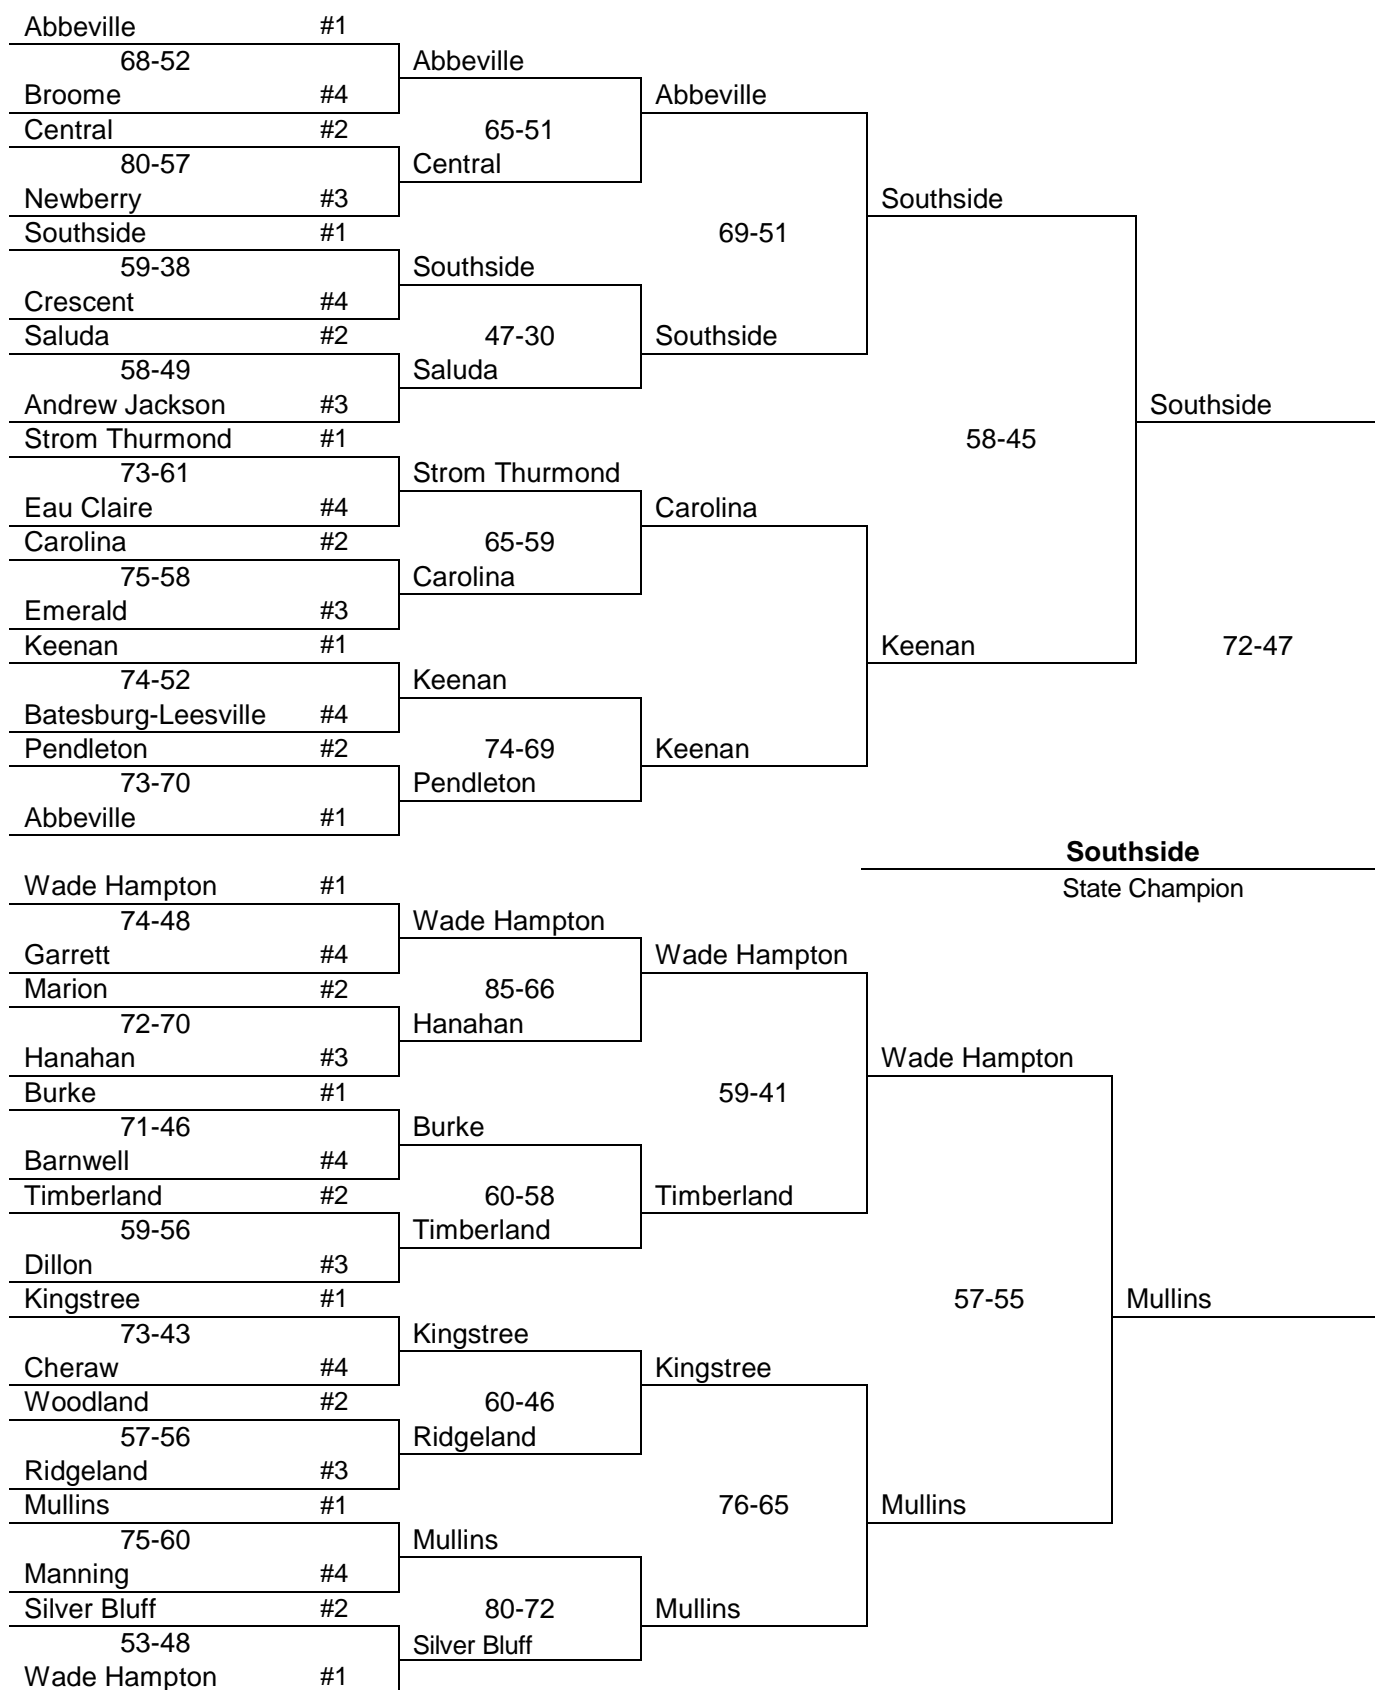 Abbeville #1
68-52 Abbeville
Broome #4 Abbeville
Central #2 65-51
80-57 Central
Newberry #3 Southside
Southside #1 69-51
59-38 Southside
Crescent #4
Saluda #2 47-30 Southside
58-49 Saluda
Andrew Jackson #3 Southside
Strom Thurmond #1 58-45
73-61 Strom Thurmond
Eau Claire #4 Carolina
Carolina #2 65-59
75-58 Carolina
Emerald #3
Keenan #1 Keenan 72-47
74-52 Keenan
Batesburg-Leesville #4
Pendleton #2 74-69 Keenan
73-70 Pendleton
Abbeville #1
Southside
Wade Hampton #1 State Champion
74-48 Wade Hampton
Garrett #4 Wade Hampton
Marion #2 85-66
72-70 Hanahan
Hanahan #3 Wade Hampton
Burke #1 59-41
71-46 Burke
Barnwell #4
Timberland #2 60-58 Timberland
59-56 Timberland
Dillon #3
Kingstree #1 57-55 Mullins
73-43 Kingstree
Cheraw #4 Kingstree
Woodland #2 60-46
57-56 Ridgeland
Ridgeland #3
Mullins #1 76-65 Mullins
75-60 Mullins
Manning #4
Silver Bluff #2 80-72 Mullins
53-48 Silver Bluff
Wade Hampton #1